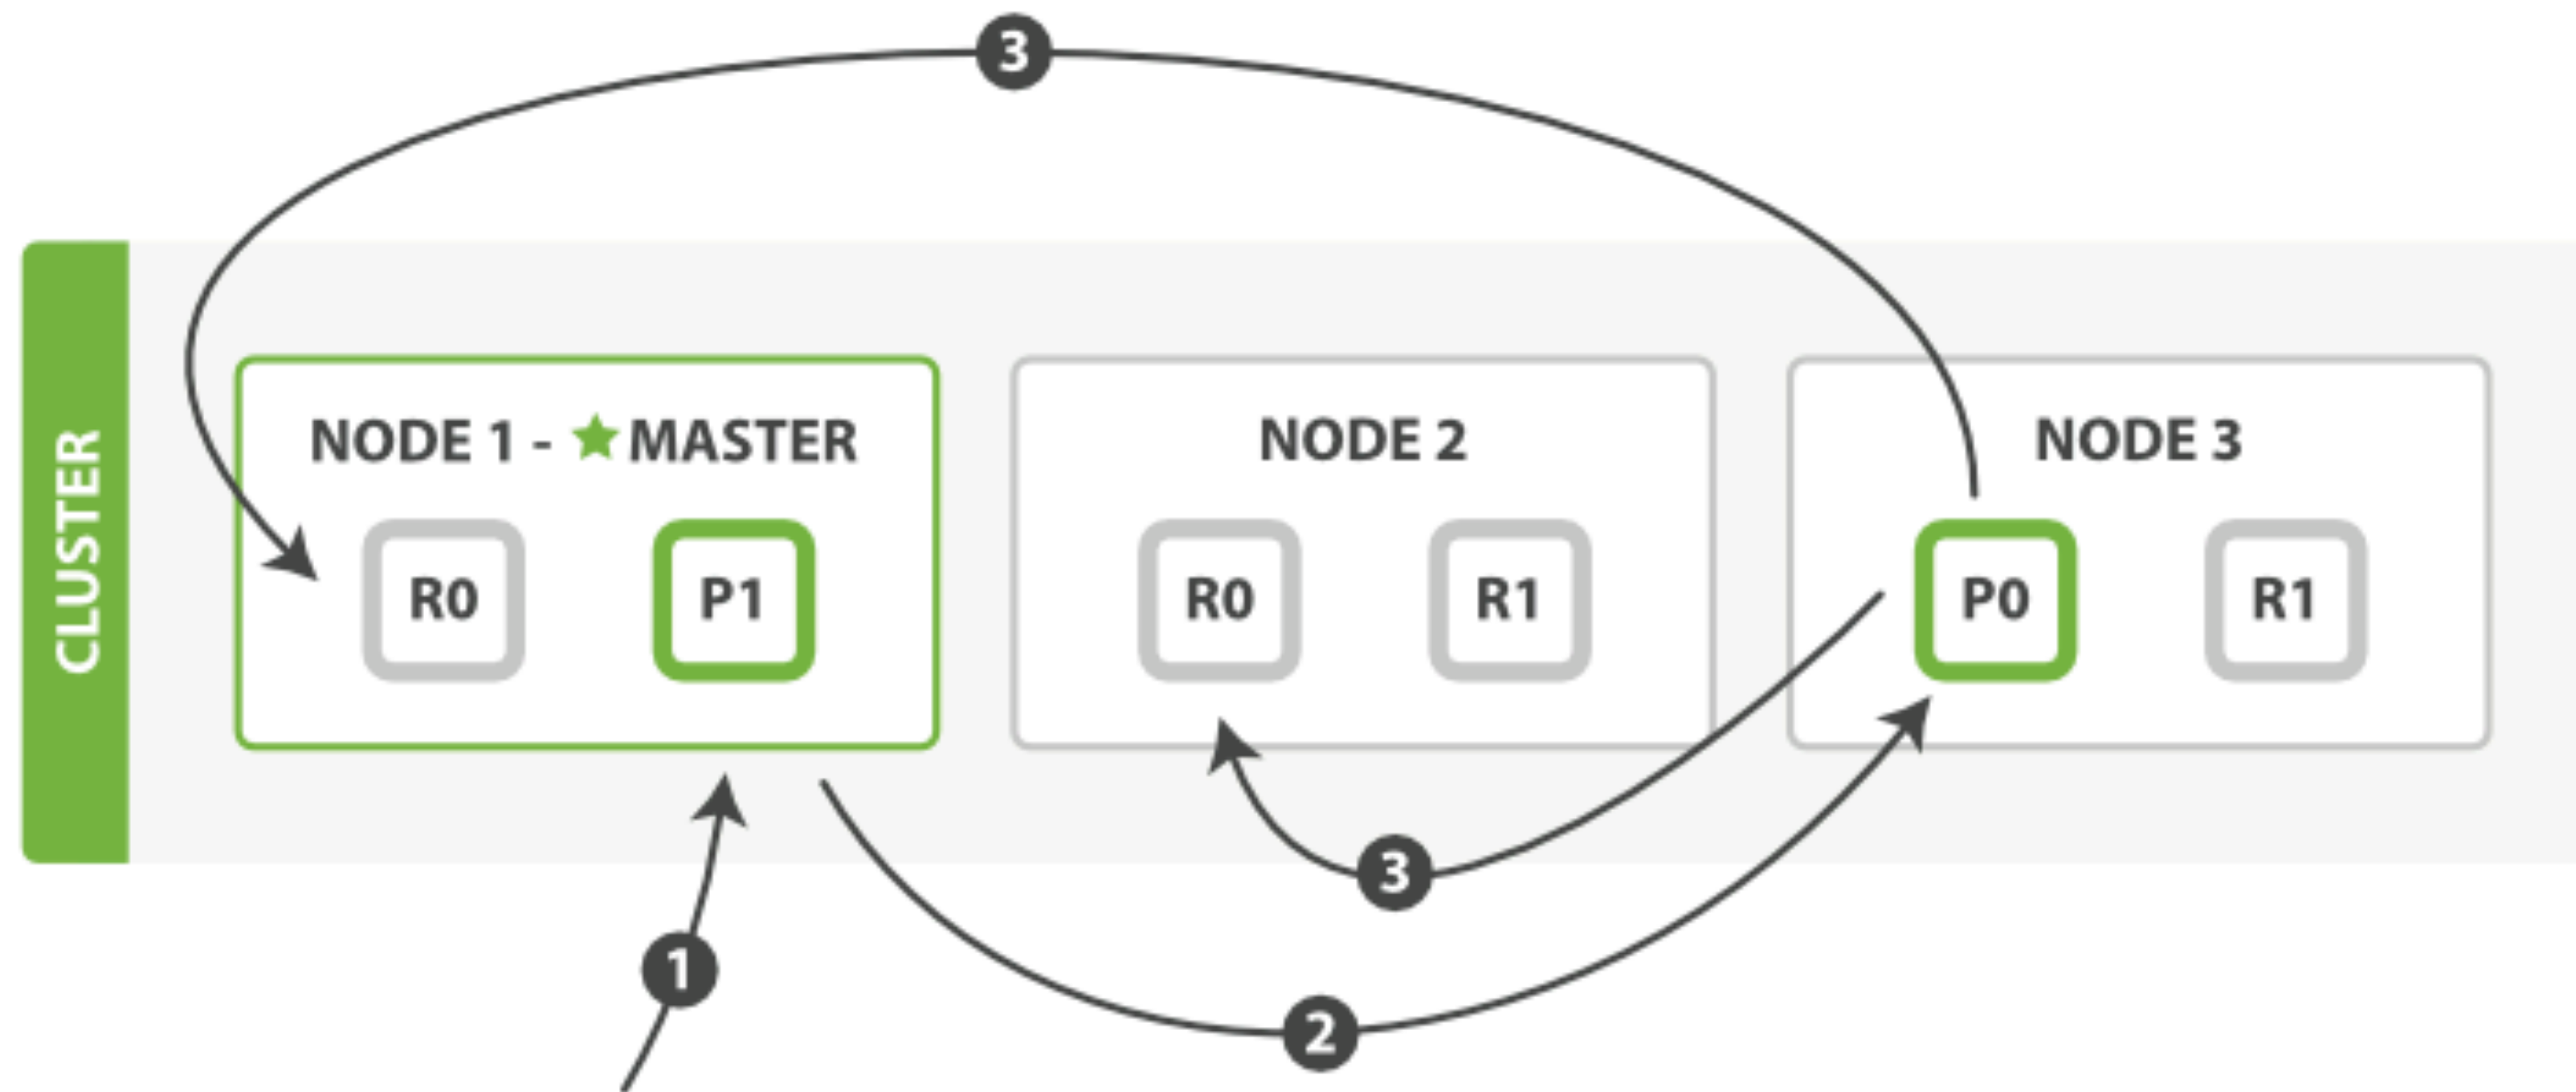 3
CLUSTER
NODE 1 - ★MASTER
R0
P1
NODE 2
R0
R1
NODE 3
P0
R1
3
1
2